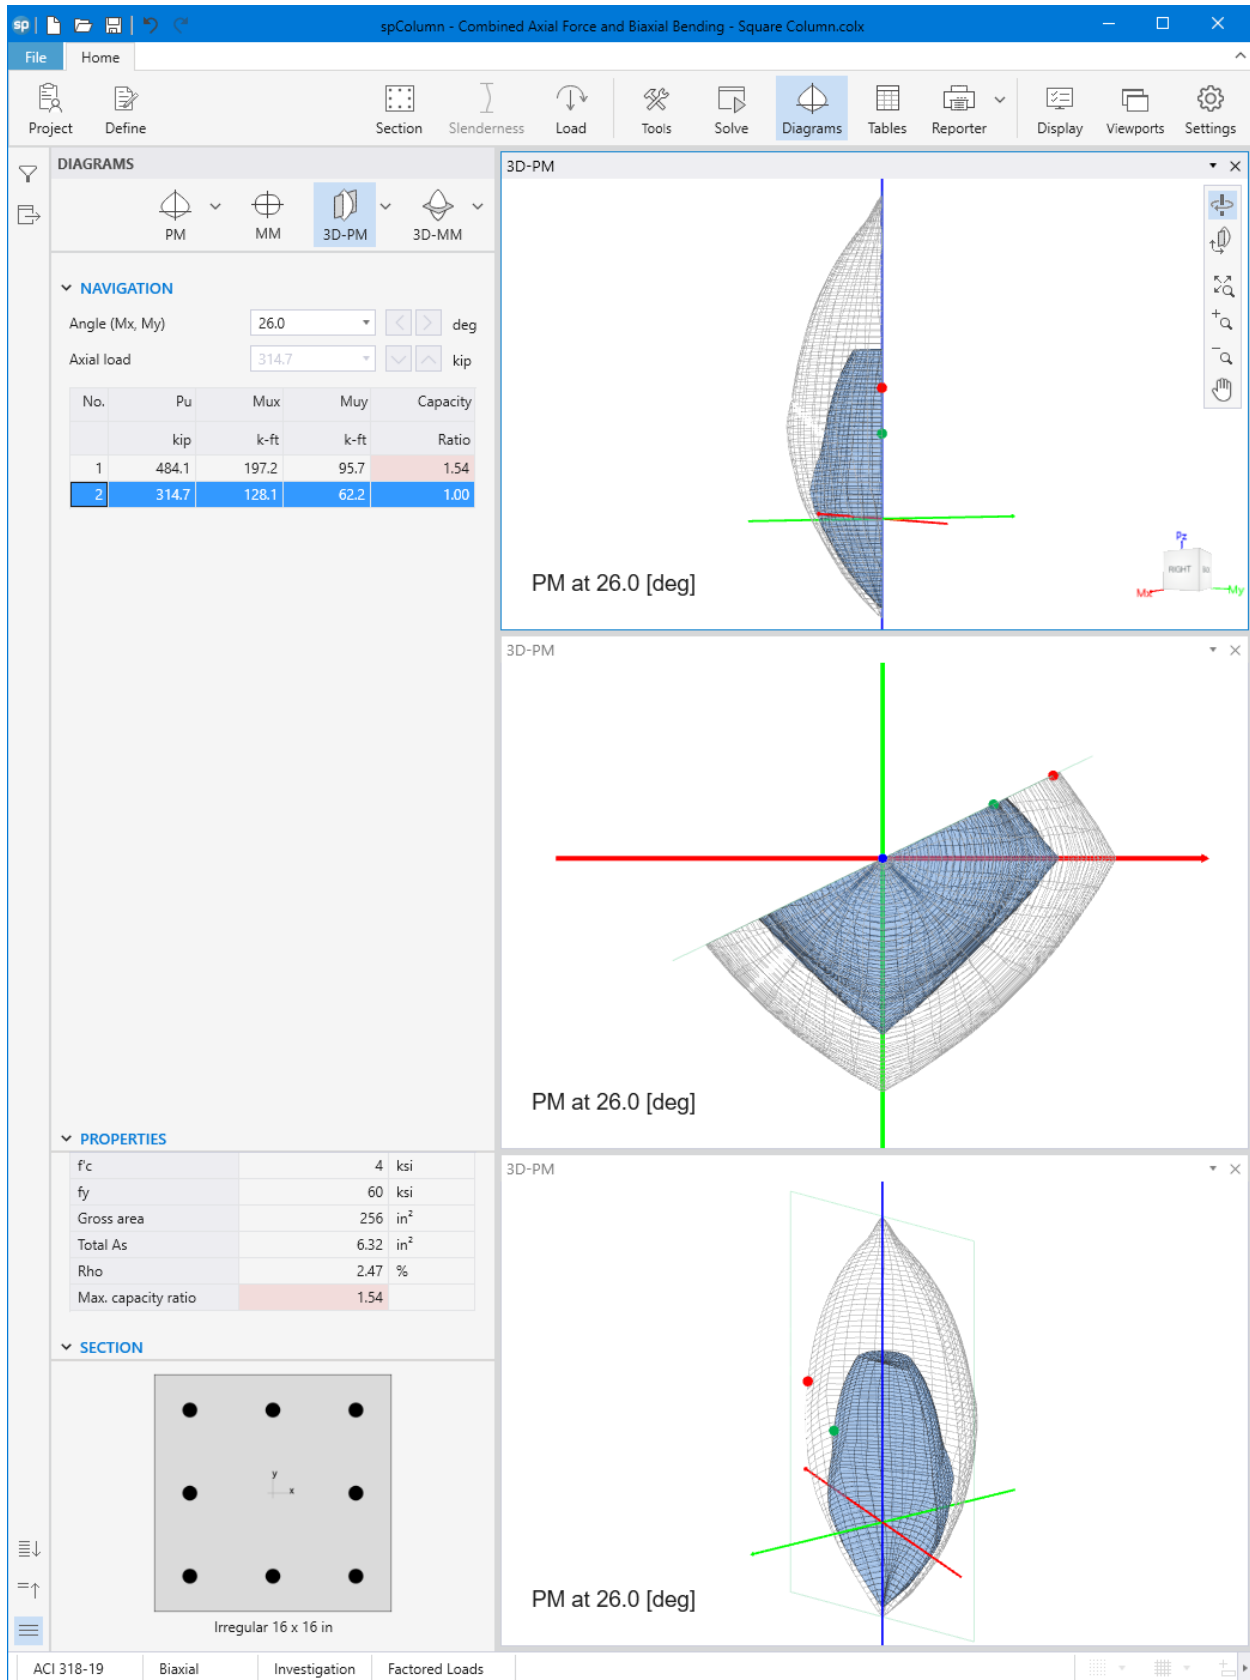 sp
spColumn - Combined Axial Force and Biaxial Bending - Square Column.colx
File Home
Project Define Section Slenderness Load Tools Solve Diagrams Tables Reporter Display Viewports Settings
DIAGRAMS
PM MM 3D-PM 3D-MM
NAVIGATION
Angle (Mx, My) 26.0 deg
Axial load 314.7 kip
No. Pu Mux Muy Capacity
kip k-ft k-ft Ratio
1 484.1 197.2 95.7 1.54
2 314.7 128.1 62.2 1.00
PROPERTIES
f'c 4 ksi
fy 60 ksi
Gross area 256 in²
Total As 6.32 in²
Rho 2.47 %
Max. capacity ratio 1.54
SECTION
y
x
Irregular 16 x 16 in
3D-PM
Pz
RIGHT
Mx My
PM at 26.0 [deg]
3D-PM
PM at 26.0 [deg]
3D-PM
PM at 26.0 [deg]
ACI 318-19 Biaxial Investigation Factored Loads